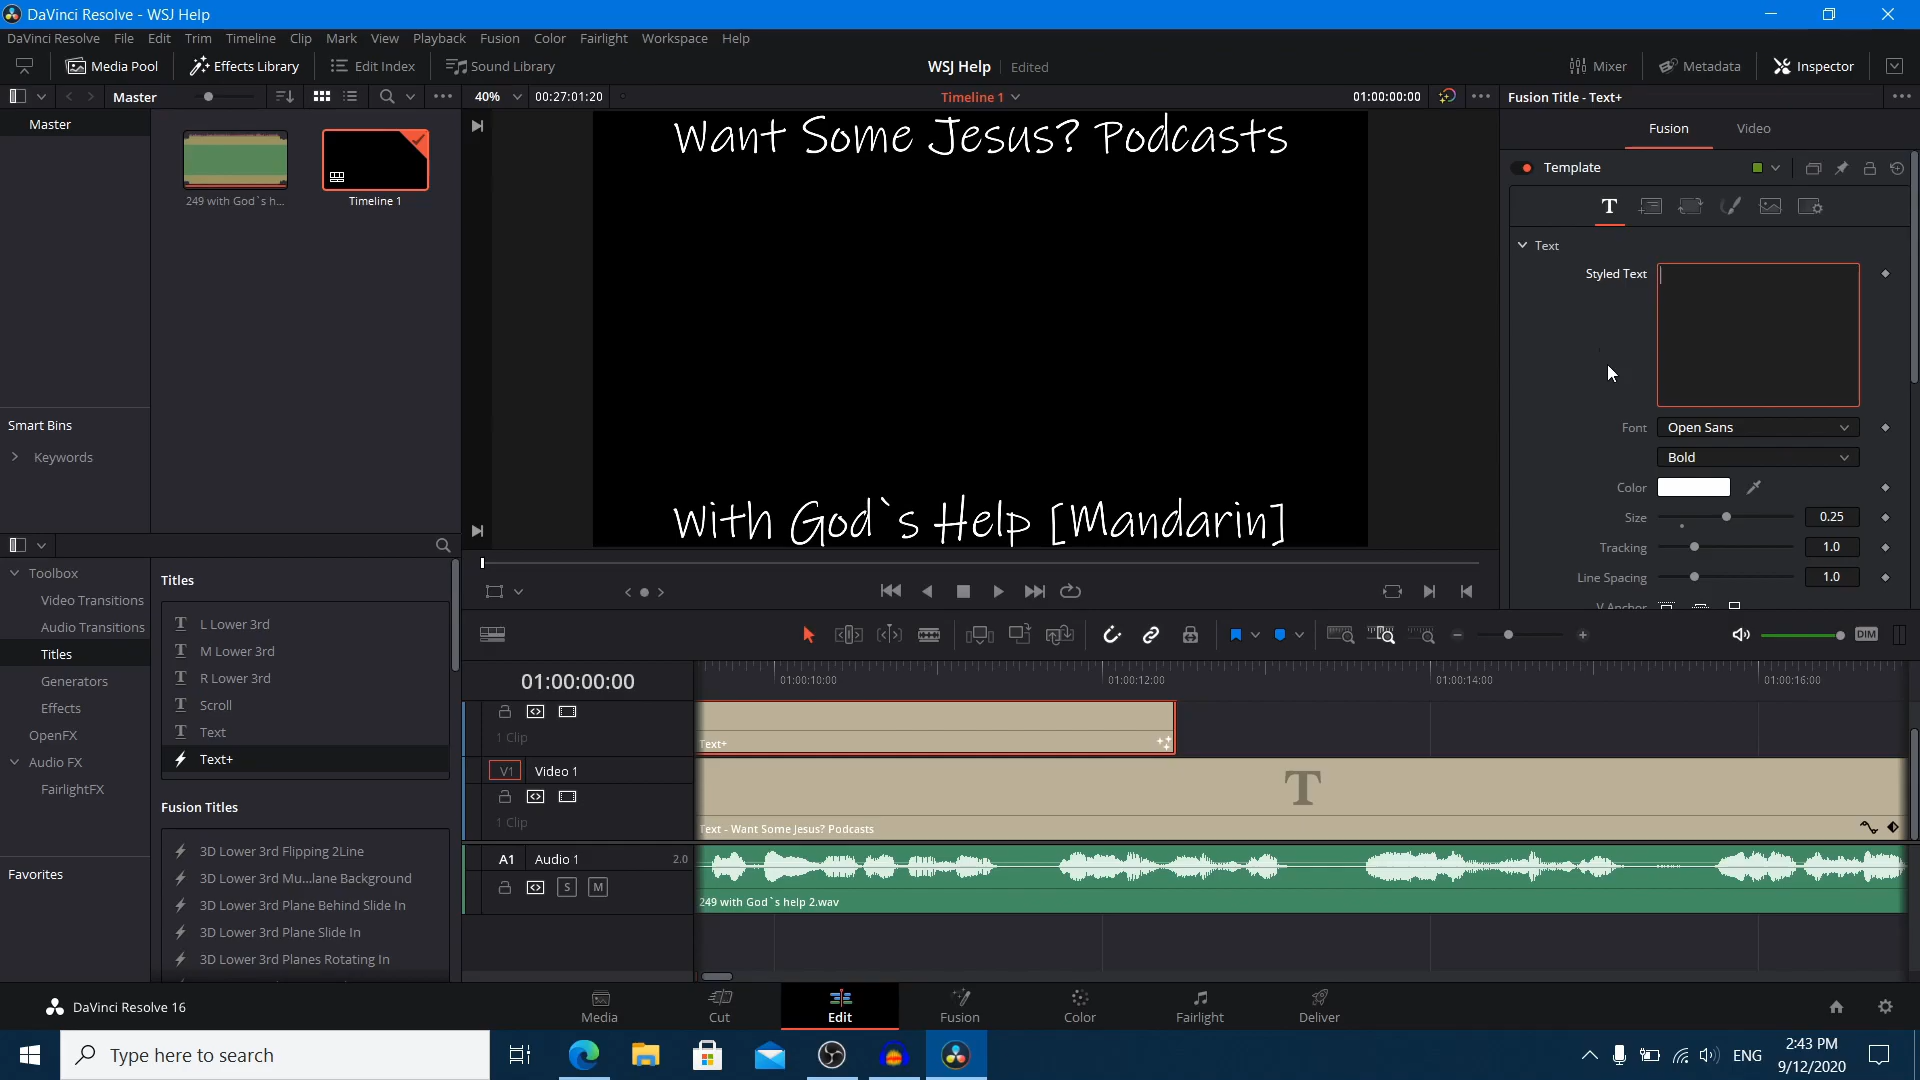 DaVinci Resolve - WSJ Help
DaVinci Resolve File Edit Trim Timeline Clip Mark View Playback Fusion Color Fairlight Workspace Help
Media Pool Effects Library Edit Index Sound Library WSJ Help Edited Mixer Metadata Inspector
Master 40% 00:27:01:20 Timeline 1 01:00:00:00 Fusion Title - Text+
Master
249 with God`s h...
Timeline 1
Smart Bins
Keywords
Want Some Jesus? Podcasts
With God`s Help [Mandarin]
Fusion Video
Template
T
Text
Styled Text
Font Open Sans
Bold
Color
Size 0.25
Tracking 1.0
Line Spacing 1.0
V Anchor
Toolbox
Video Transitions
Audio Transitions
Titles
Generators
Effects
OpenFX
Audio FX
FairlightFX
Favorites
Titles
T L Lower 3rd
T M Lower 3rd
T R Lower 3rd
T Scroll
T Text
Text+
Fusion Titles
3D Lower 3rd Flipping 2Line
3D Lower 3rd Mu...lane Background
3D Lower 3rd Plane Behind Slide In
3D Lower 3rd Plane Slide In
3D Lower 3rd Planes Rotating In
DIM
01:00:00:00 01:00:10:00 01:00:12:00 01:00:14:00 01:00:16:00
1 Clip
Text+
V1 Video 1
1 Clip
T
Text - Want Some Jesus? Podcasts
A1 Audio 1 2.0
S M
249 with God`s help 2.wav
DaVinci Resolve 16
Media Cut Edit Fusion Color Fairlight Deliver
Type here to search
ENG
2:43 PM
9/12/2020